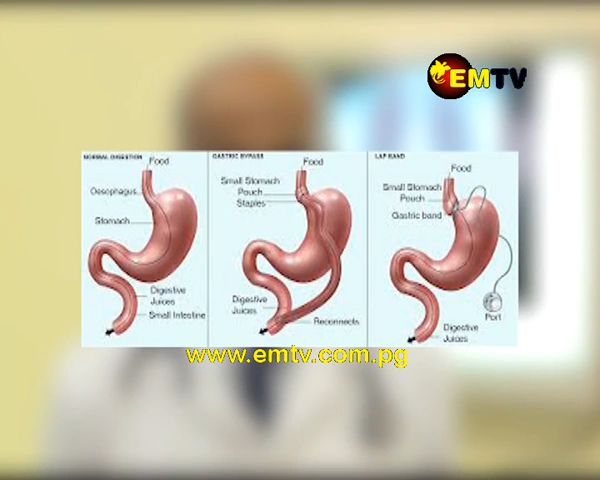 EMTV
NORMAL DIGESTION
Food
Oesophagus
Stomach
Digestive
Juices
Small Intestine
GASTRIC BYPASS
Food
Small Stomach
Pouch
Staples
Digestive
Juices
Reconnects
LAP BAND
Food
Small Stomach
Pouch
Gastric band
Port
Digestive
Juices
www.emtv.com.pg